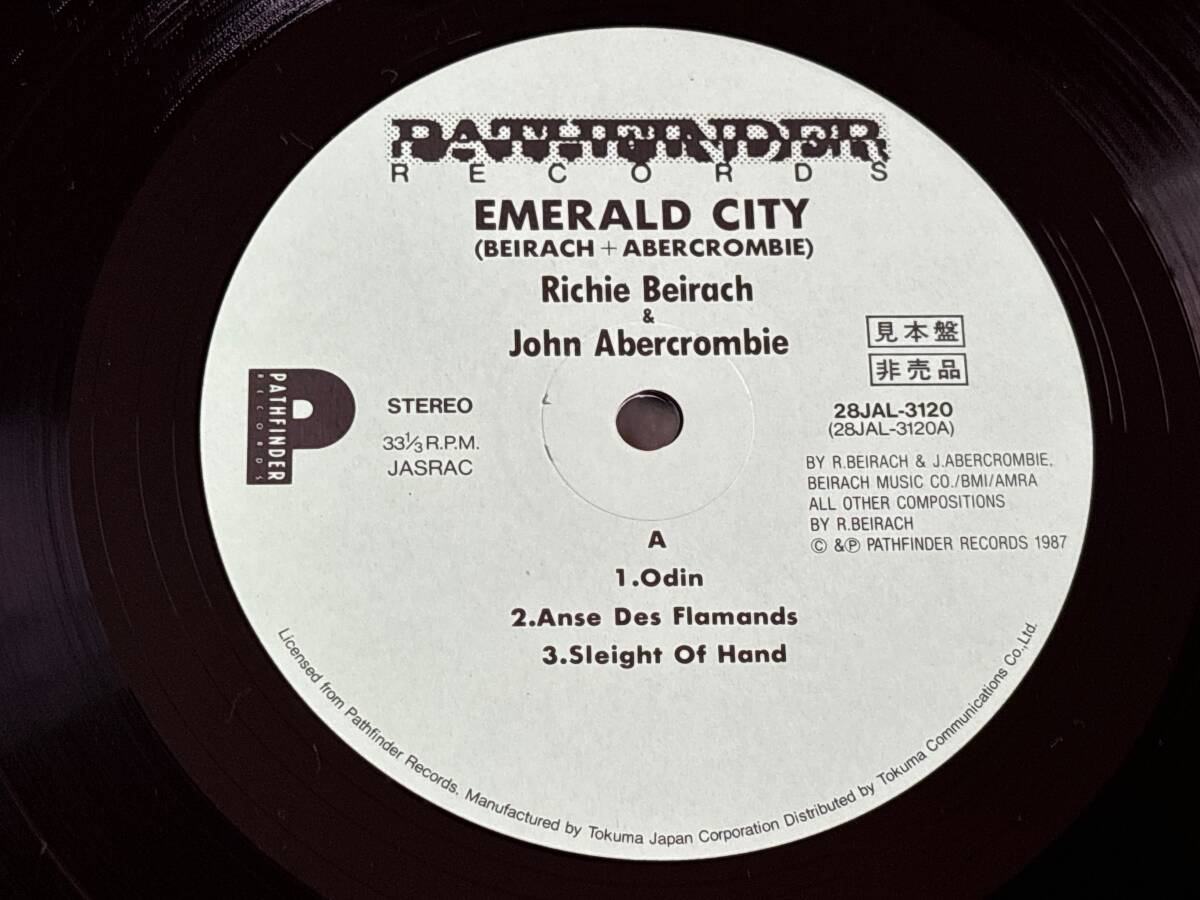 PATHFINDER
RECORDS
EMERALD CITY
(BEIRACH + ABERCROMBIE)
Richie Beirach
&
John Abercrombie
見本盤
非売品
PATHFINDER
RECORDS
STEREO
33⅓ R.P.M.
JASRAC
28JAL-3120
(28JAL-3120A)
BY R.BEIRACH & J.ABERCROMBIE,
BEIRACH MUSIC CO./BMI/AMRA
ALL OTHER COMPOSITIONS
BY R.BEIRACH
Ⓒ &Ⓟ PATHFINDER RECORDS 1987
A
1.Odin
2.Anse Des Flamands
3.Sleight Of Hand
Licensed from Pathfinder Records. Manufactured by Tokuma Japan Corporation Distributed by Tokuma Communications Co.,Ltd.